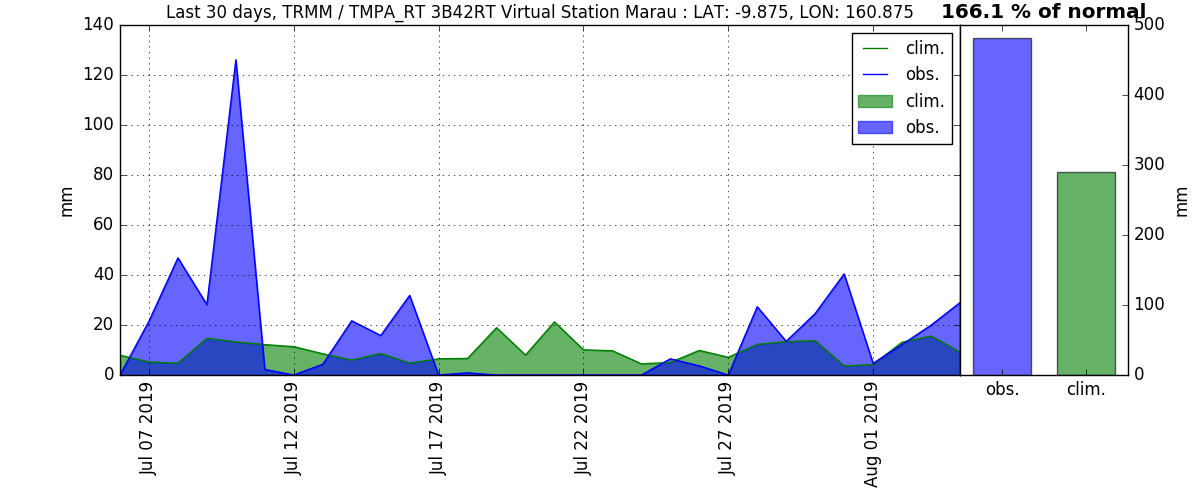 Last 30 days, TRMM / TMPA_RT 3B42RT Virtual Station Marau : LAT: -9.875, LON: 160.875
166.1 % of normal
140
120
100
80
60
40
20
0
mm
clim.
obs.
clim.
obs.
Jul 07 2019
Jul 12 2019
Jul 17 2019
Jul 22 2019
Jul 27 2019
Aug 01 2019
500
400
300
200
100
0
mm
obs.
clim.